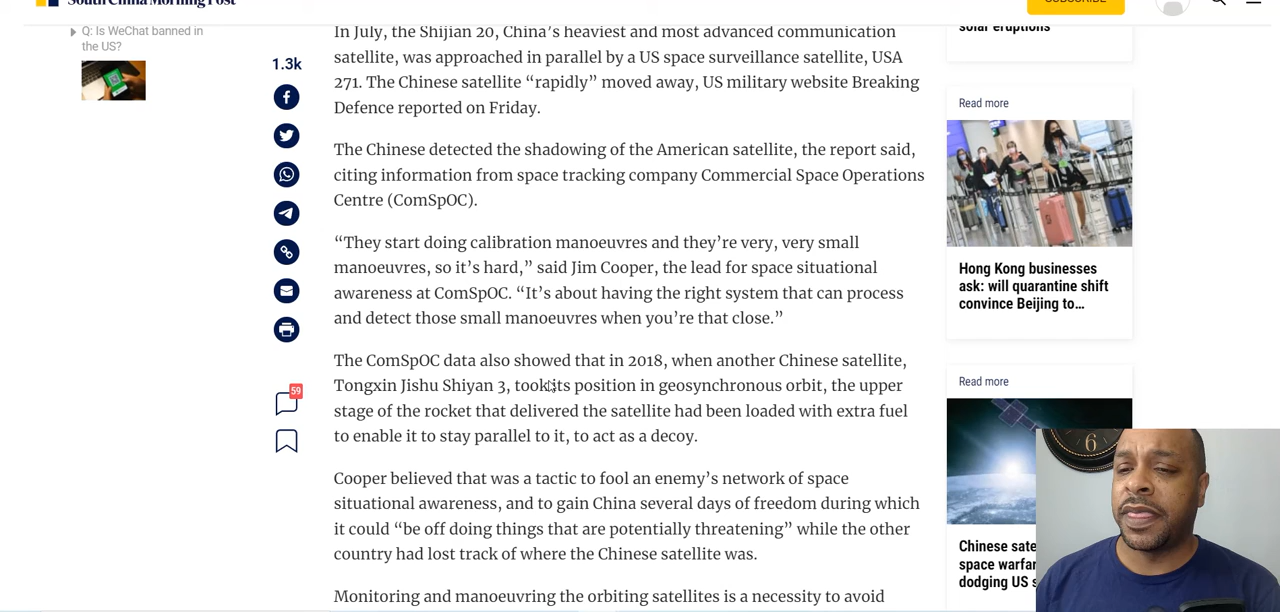 South China Morning Post
SUBSCRIBE
Q: Is WeChat banned in
the US?
1.3k
59
In July, the Shijian 20, China’s heaviest and most advanced communication
satellite, was approached in parallel by a US space surveillance satellite, USA
271. The Chinese satellite “rapidly” moved away, US military website Breaking
Defence reported on Friday.
The Chinese detected the shadowing of the American satellite, the report said,
citing information from space tracking company Commercial Space Operations
Centre (ComSpOC).
“They start doing calibration manoeuvres and they’re very, very small
manoeuvres, so it’s hard,” said Jim Cooper, the lead for space situational
awareness at ComSpOC. “It’s about having the right system that can process
and detect those small manoeuvres when you’re that close.”
The ComSpOC data also showed that in 2018, when another Chinese satellite,
Tongxin Jishu Shiyan 3, took its position in geosynchronous orbit, the upper
stage of the rocket that delivered the satellite had been loaded with extra fuel
to enable it to stay parallel to it, to act as a decoy.
Cooper believed that was a tactic to fool an enemy’s network of space
situational awareness, and to gain China several days of freedom during which
it could “be off doing things that are potentially threatening” while the other
country had lost track of where the Chinese satellite was.
Monitoring and manoeuvring the orbiting satellites is a necessity to avoid
solar eruptions
Read more
Hong Kong businesses
ask: will quarantine shift
convince Beijing to…
Read more
6
Chinese sate
space warfar
dodging US s